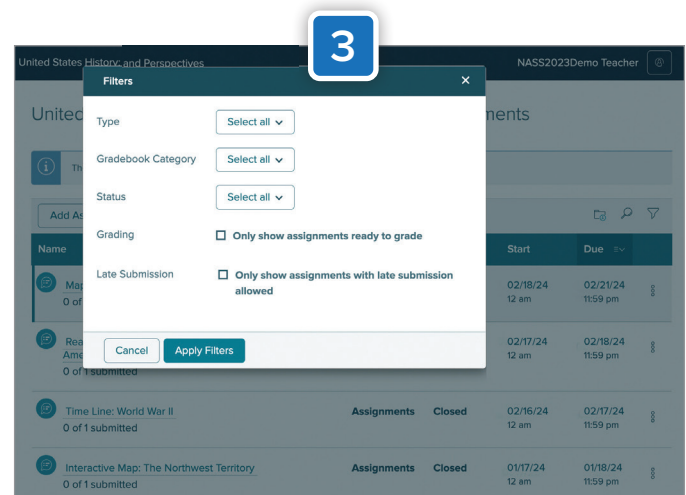 3
United States History: and Perspectives
NASS2023Demo Teacher
Filters
United
ments
Type
Select all
Gradebook Category
Select all
Th
Status
Select all
Add As
Grading
Only show assignments ready to grade
Name
Start
Due
Late Submission
Only show assignments with late submission
allowed
Map
02/18/24
02/21/24
0 of
12 am
11:59 pm
Cancel
Apply Filters
Rea
02/17/24
02/18/24
Ame
12 am
11:59 pm
0 of 1 submitted
Time Line: World War II
Assignments
Closed
02/16/24
02/17/24
0 of 1 submitted
12 am
11:59 pm
Interactive Map: The Northwest Territory
Assignments
Closed
01/17/24
01/18/24
0 of 1 submitted
12 am
11:59 pm